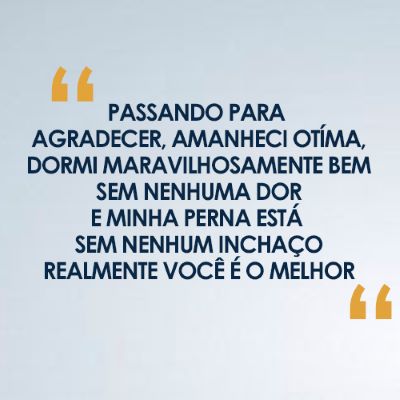 “
PASSANDO PARA
AGRADECER, AMANHECI OTÍMA,
DORMI MARAVILHOSAMENTE BEM
SEM NENHUMA DOR
E MINHA PERNA ESTÁ
SEM NENHUM INCHAÇO
REALMENTE VOCÊ É O MELHOR
“